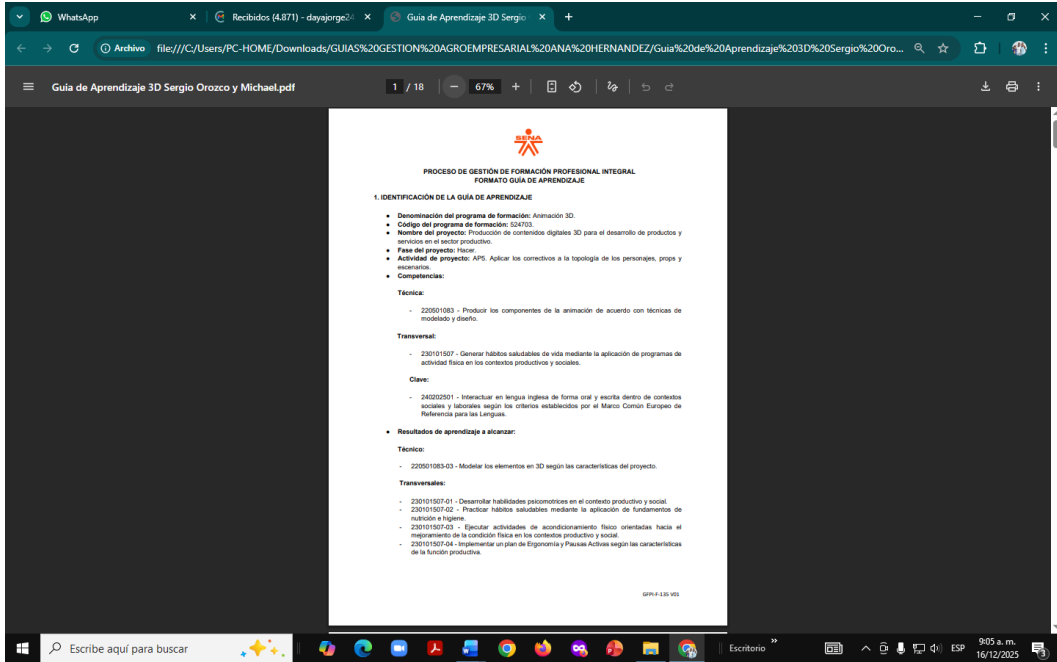 WhatsApp
Recibidos (4.871) - dayajorge24
Guia de Aprendizaje 3D Sergio
Archivo
file:///C:/Users/PC-HOME/Downloads/GUIAS%20GESTION%20AGROEMPRESARIAL%20ANA%20HERNANDEZ/Guia%20de%20Aprendizaje%203D%20Sergio%20Oro...
Guia de Aprendizaje 3D Sergio Orozco y Michael.pdf
1 / 18
67%
SENA
PROCESO DE GESTIÓN DE FORMACIÓN PROFESIONAL INTEGRAL
FORMATO GUÍA DE APRENDIZAJE
1. IDENTIFICACIÓN DE LA GUÍA DE APRENDIZAJE
● Denominación del programa de formación: Animación 3D.
● Código del programa de formación: 524703.
● Nombre del proyecto: Producción de contenidos digitales 3D para el desarrollo de productos y
servicios en el sector productivo.
● Fase del proyecto: Hacer.
● Actividad de proyecto: AP5. Aplicar los correctivos a la topología de los personajes, props y
escenarios.
● Competencias:
Técnica:
- 220501083 - Producir los componentes de la animación de acuerdo con técnicas de
modelado y diseño.
Transversal:
- 230101507 - Generar hábitos saludables de vida mediante la aplicación de programas de
actividad física en los contextos productivos y sociales.
Clave:
- 240202501 - Interactuar en lengua inglesa de forma oral y escrita dentro de contextos
sociales y laborales según los criterios establecidos por el Marco Común Europeo de
Referencia para las Lenguas.
● Resultados de aprendizaje a alcanzar:
Técnico:
- 220501083-03 - Modelar los elementos en 3D según las características del proyecto.
Transversales:
- 230101507-01 - Desarrollar habilidades psicomotrices en el contexto productivo y social.
- 230101507-02 - Practicar hábitos saludables mediante la aplicación de fundamentos de
nutrición e higiene.
- 230101507-03 - Ejecutar actividades de acondicionamiento físico orientadas hacia el
mejoramiento de la condición física en los contextos productivo y social.
- 230101507-04 - Implementar un plan de Ergonomía y Pausas Activas según las características
de la función productiva.
GFPI-F-135 V01
Escribe aquí para buscar
Escritorio
ESP
9:05 a. m.
16/12/2025
3